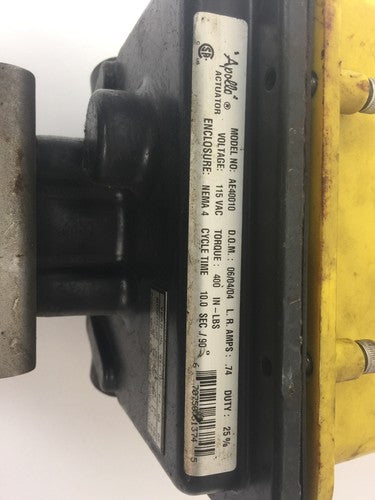 "Apollo"®
ACTUATOR
MODEL NO: AE40010 D.O.M.: 06/04/04 L. R. AMPS: .74 DUTY: 25%
VOLTAGE: 115 VAC TORQUE: 400 IN-LBS
ENCLOSURE: NEMA 4 CYCLE TIME 10.0 SEC / 90°